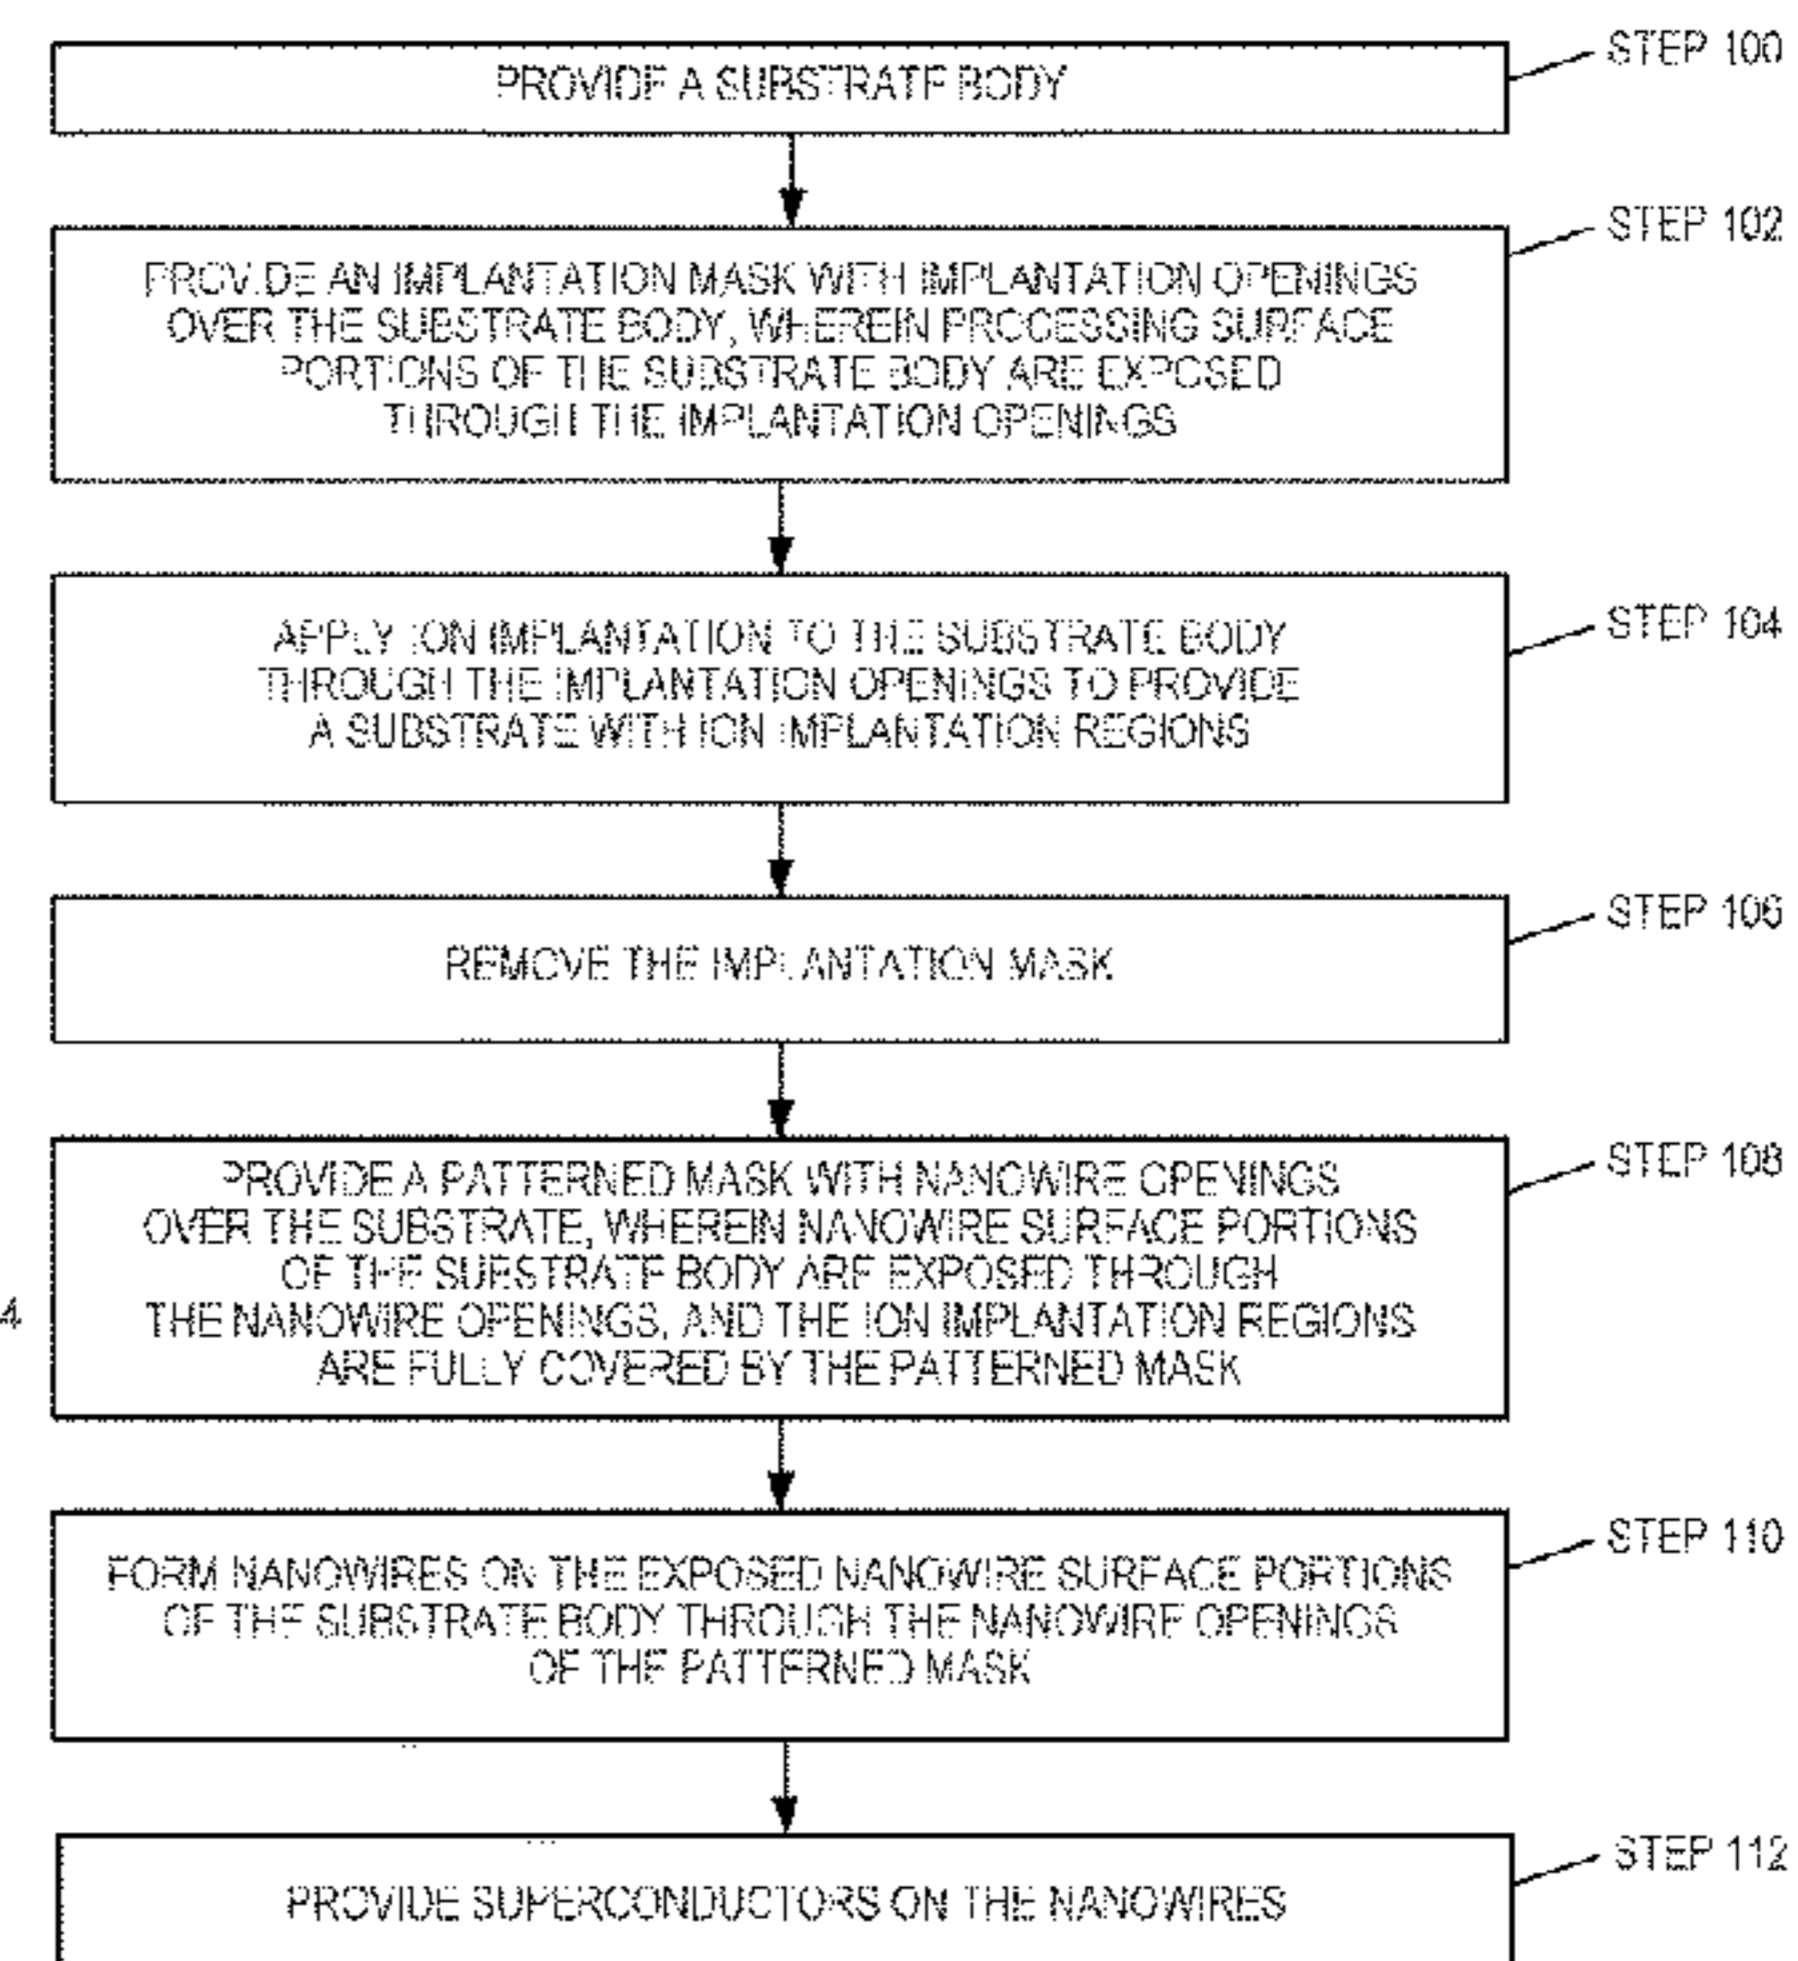 PROVIDE A SUBSTRATE BODY
STEP 100
PROVIDE AN IMPLANTATION MASK WITH IMPLANTATION OPENINGS
OVER THE SUBSTRATE BODY, WHEREIN PROCESSING SURFACE
PORTIONS OF THE SUBSTRATE BODY ARE EXPOSED
THROUGH THE IMPLANTATION OPENINGS
STEP 102
APPLY ION IMPLANTATION TO THE SUBSTRATE BODY
THROUGH THE IMPLANTATION OPENINGS TO PROVIDE
A SUBSTRATE WITH ION IMPLANTATION REGIONS
STEP 104
REMOVE THE IMPLANTATION MASK
STEP 106
PROVIDE A PATTERNED MASK WITH NANOWIRE OPENINGS
OVER THE SUBSTRATE, WHEREIN NANOWIRE SURFACE PORTIONS
OF THE SUBSTRATE BODY ARE EXPOSED THROUGH
THE NANOWIRE OPENINGS, AND THE ION IMPLANTATION REGIONS
ARE FULLY COVERED BY THE PATTERNED MASK
STEP 108
4
FORM NANOWIRES ON THE EXPOSED NANOWIRE SURFACE PORTIONS
OF THE SUBSTRATE BODY THROUGH THE NANOWIRE OPENINGS
OF THE PATTERNED MASK
STEP 110
PROVIDE SUPERCONDUCTORS ON THE NANOWIRES
STEP 112